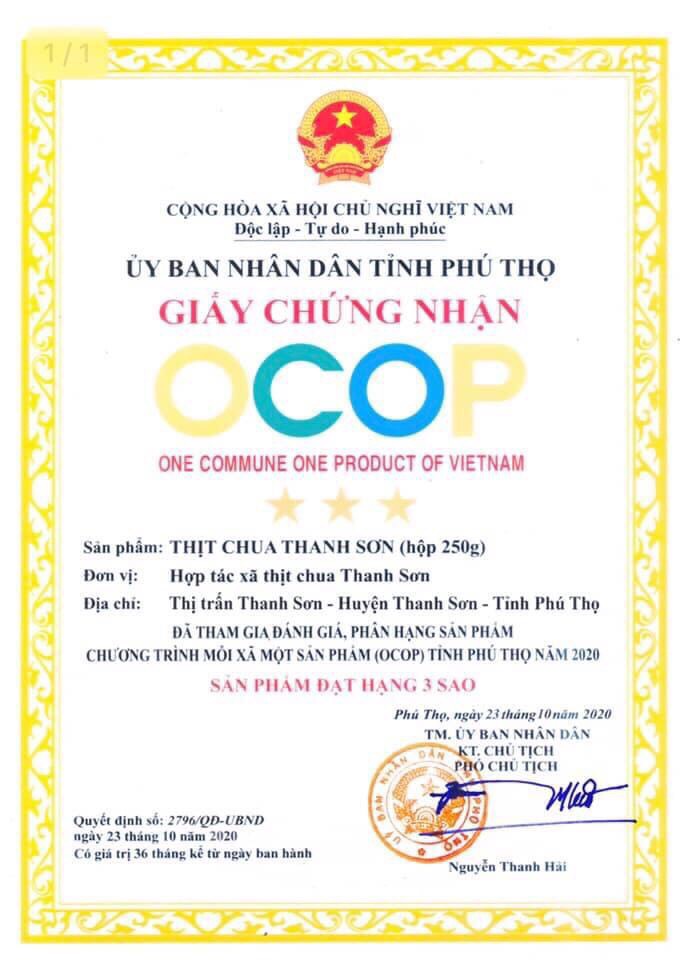 1/1
VIỆT NAM
CỘNG HÒA XÃ HỘI CHỦ NGHĨ VIỆT NAM
Độc lập - Tự do - Hạnh phúc
ỦY BAN NHÂN DÂN TỈNH PHÚ THỌ
GIẤY CHỨNG NHẬN
OCOP
ONE COMMUNE ONE PRODUCT OF VIETNAM
Sản phẩm: THỊT CHUA THANH SƠN (hộp 250g)
Đơn vị: Hợp tác xã thịt chua Thanh Sơn
Địa chỉ: Thị trấn Thanh Sơn - Huyện Thanh Sơn - Tỉnh Phú Thọ
ĐÃ THAM GIA ĐÁNH GIÁ, PHÂN HẠNG SẢN PHẨM
CHƯƠNG TRÌNH MỖI XÃ MỘT SẢN PHẨM (OCOP) TỈNH PHÚ THỌ NĂM 2020
SẢN PHẨM ĐẠT HẠNG 3 SAO
Phú Thọ, ngày 23 tháng 10 năm 2020
TM. ỦY BAN NHÂN DÂN
KT. CHỦ TỊCH
PHÓ CHỦ TỊCH
ỦY BAN NHÂN DÂN TỈNH PHÚ THỌ
Quyết định số: 2796/QĐ-UBND
ngày 23 tháng 10 năm 2020
Có giá trị 36 tháng kể từ ngày ban hành
Nguyễn Thanh Hải